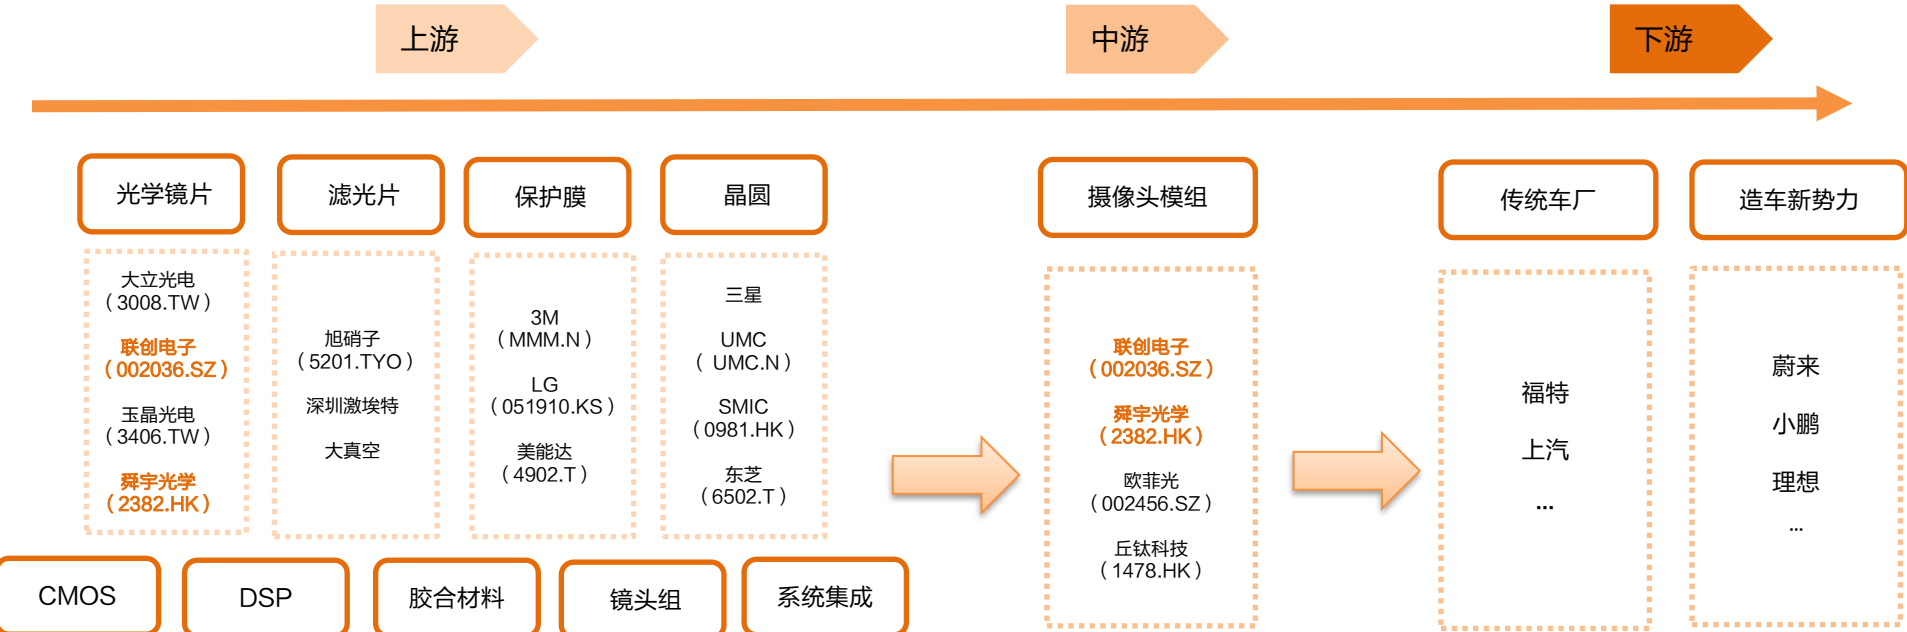 上游
中游
下游
光学镜片
滤光片
保护膜
晶圆
摄像头模组
传统车厂
造车新势力
大立光电
（3008.TW）
联创电子
（002036.SZ）
玉晶光电
（3406.TW）
舜宇光学
（2382.HK）
旭硝子
（5201.TYO）
深圳激埃特
大真空
3M
（MMM.N）
LG
（051910.KS）
美能达
（4902.T）
三星
UMC
（ UMC.N）
SMIC
（0981.HK）
东芝
（6502.T）
联创电子
（002036.SZ）
舜宇光学
（2382.HK）
欧菲光
（002456.SZ）
丘钛科技
（1478.HK）
福特
上汽
...
蔚来
小鹏
理想
...
CMOS
DSP
胶合材料
镜头组
系统集成